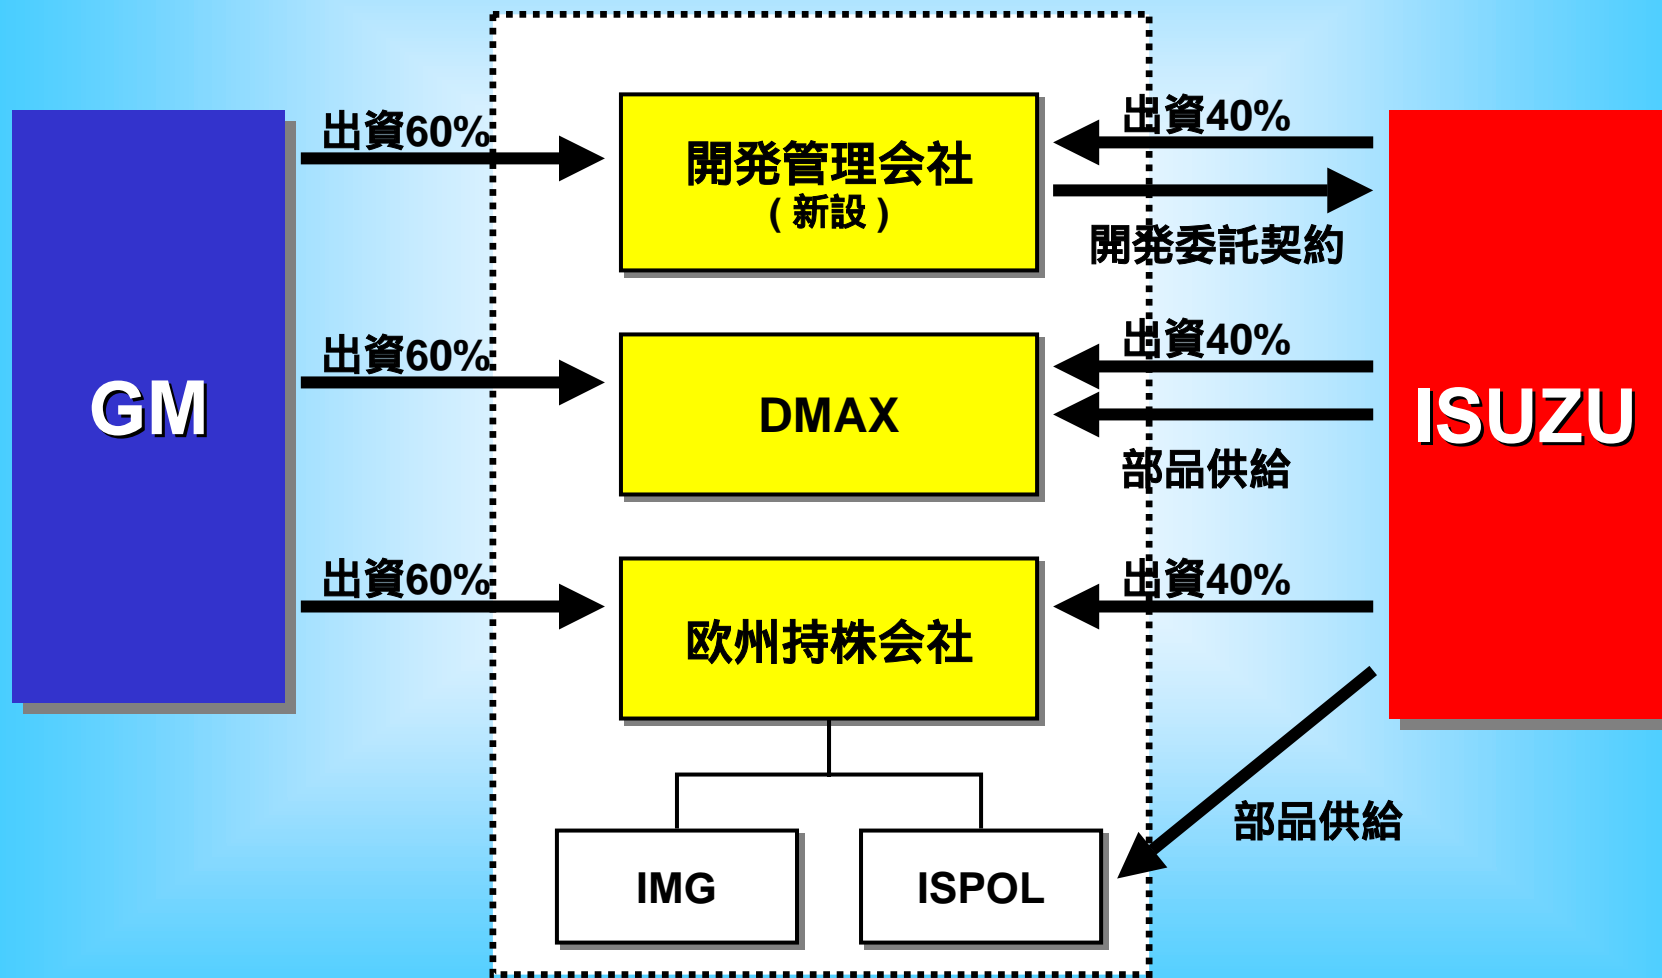 GM
出資60%
開発管理会社
( 新設 )
出資40%
開発委託契約
出資60%
DMAX
出資40%
部品供給
ISUZU
出資60%
欧州持株会社
出資40%
部品供給
IMG
ISPOL